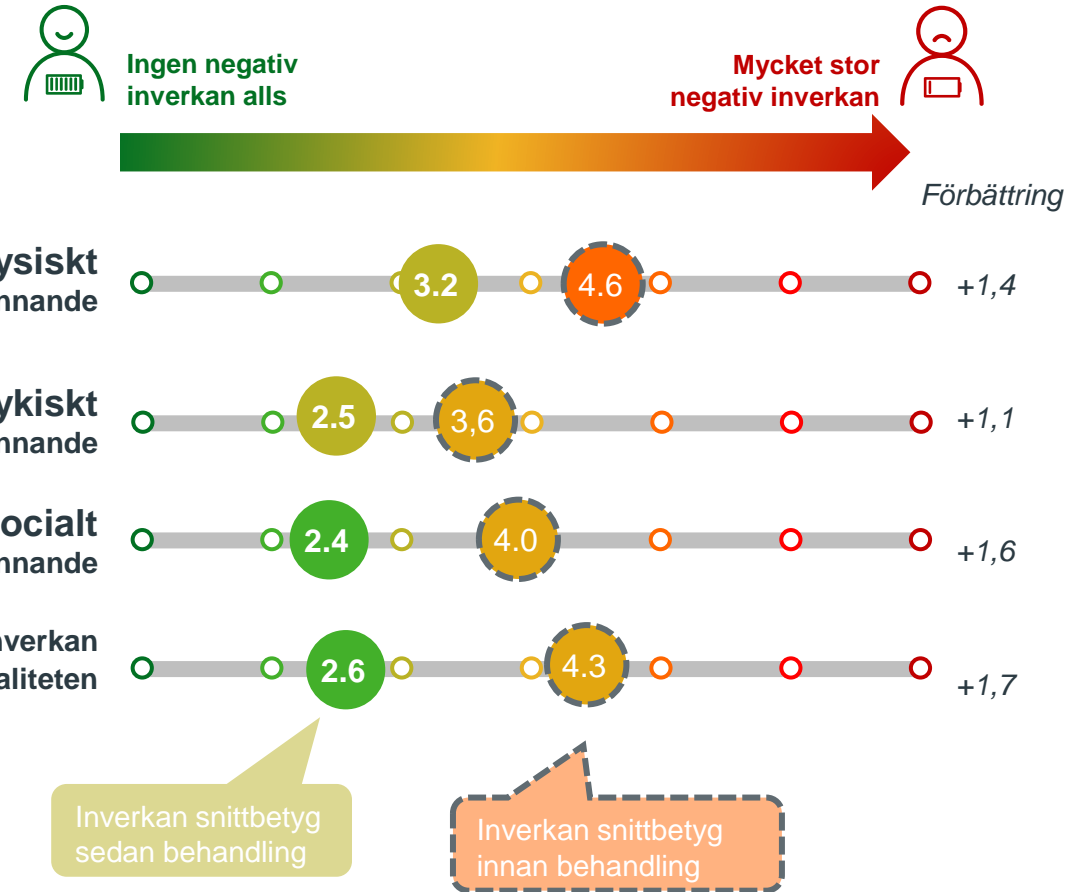 Ingen negativ
inverkan alls
Mycket stor
negativ inverkan
Förbättring
ysiskt
nnande
3.2
4.6
+1,4
ykiskt
nnande
2.5
3,6
+1,1
ocialt
nnande
2.4
4.0
+1,6
nverkan
aliteten
2.6
4.3
+1,7
Inverkan snittbetyg
sedan behandling
Inverkan snittbetyg
innan behandling